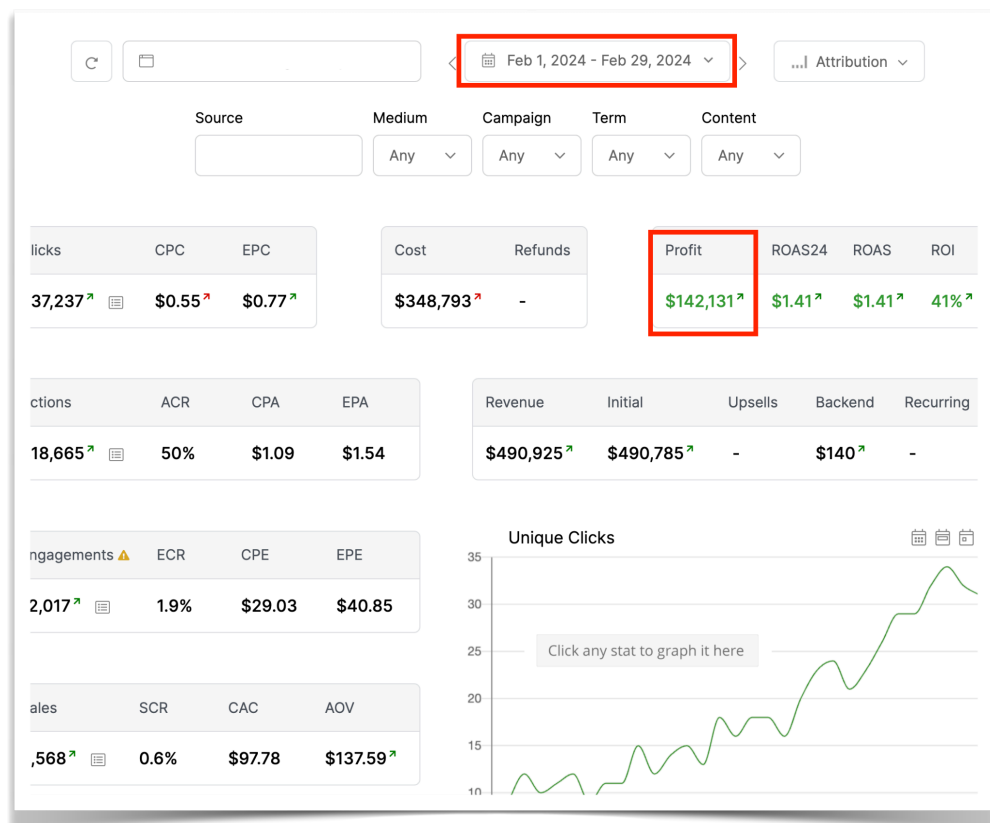 Feb 1, 2024 - Feb 29, 2024
Attribution
Source Medium Campaign Term Content
Any Any Any Any
licks CPC EPC
37,237 $0.55 $0.77
Cost Refunds
$348,793 -
Profit ROAS24 ROAS ROI
$142,131 $1.41 $1.41 41%
ctions ACR CPA EPA
18,665 50% $1.09 $1.54
Revenue Initial Upsells Backend Recurring
$490,925 $490,785 - $140 -
ngagements ECR CPE EPE
2,017 1.9% $29.03 $40.85
ales SCR CAC AOV
,568 0.6% $97.78 $137.59
Unique Clicks
35
30
25
Click any stat to graph it here
20
15
10